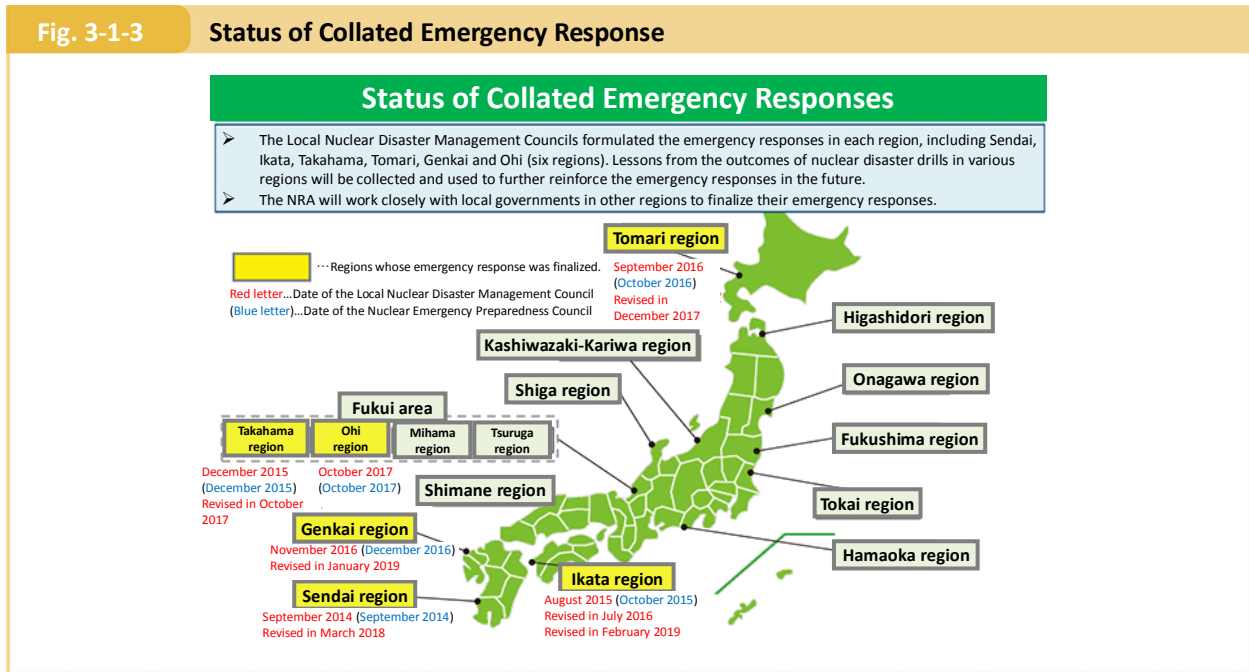 Fig. 3-1-3
Status of Collated Emergency Response
Status of Collated Emergency Responses
➢ The Local Nuclear Disaster Management Councils formulated the emergency responses in each region, including Sendai,
Ikata, Takahama, Tomari, Genkai and Ohi (six regions). Lessons from the outcomes of nuclear disaster drills in various
regions will be collected and used to further reinforce the emergency responses in the future.
➢ The NRA will work closely with local governments in other regions to finalize their emergency responses.
…Regions whose emergency response was finalized.
Red letter…Date of the Local Nuclear Disaster Management Council
(Blue letter)…Date of the Nuclear Emergency Preparedness Council
Tomari region
September 2016
(October 2016)
Revised in
December 2017
Higashidori region
Kashiwazaki-Kariwa region
Onagawa region
Shiga region
Fukui area
Takahama
region
Ohi
region
Mihama
region
Tsuruga
region
Fukushima region
December 2015
(December 2015)
Revised in October
2017
October 2017
(October 2017)
Shimane region
Tokai region
Genkai region
November 2016 (December 2016)
Revised in January 2019
Hamaoka region
Ikata region
August 2015 (October 2015)
Revised in July 2016
Revised in February 2019
Sendai region
September 2014 (September 2014)
Revised in March 2018